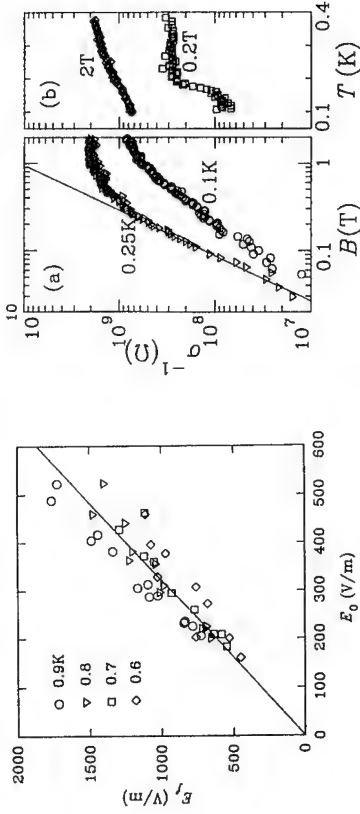 2000
1500
1000
500
0
E_f (V/m)
0.9K
0.8
0.7
0.6
0 100 200 300 400 500 600
E_0 (V/m)
(a)
10^10
10^9
10^8
10^7
σ^-1 (Ω)
0.25K
0.1K
0.1 1
B(T)
(b)
2T
0.2T
0.1 0.4
T (K)